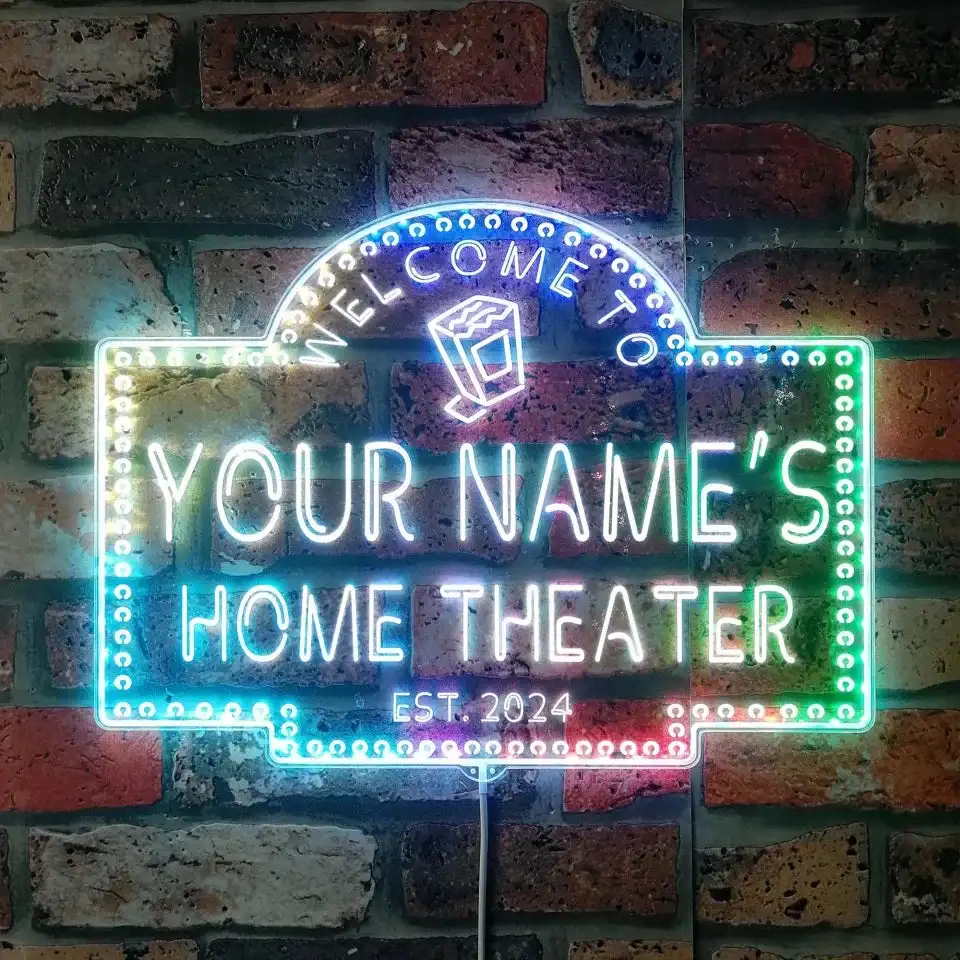 WELCOME TO
YOUR NAME'S
HOME THEATER
EST. 2024